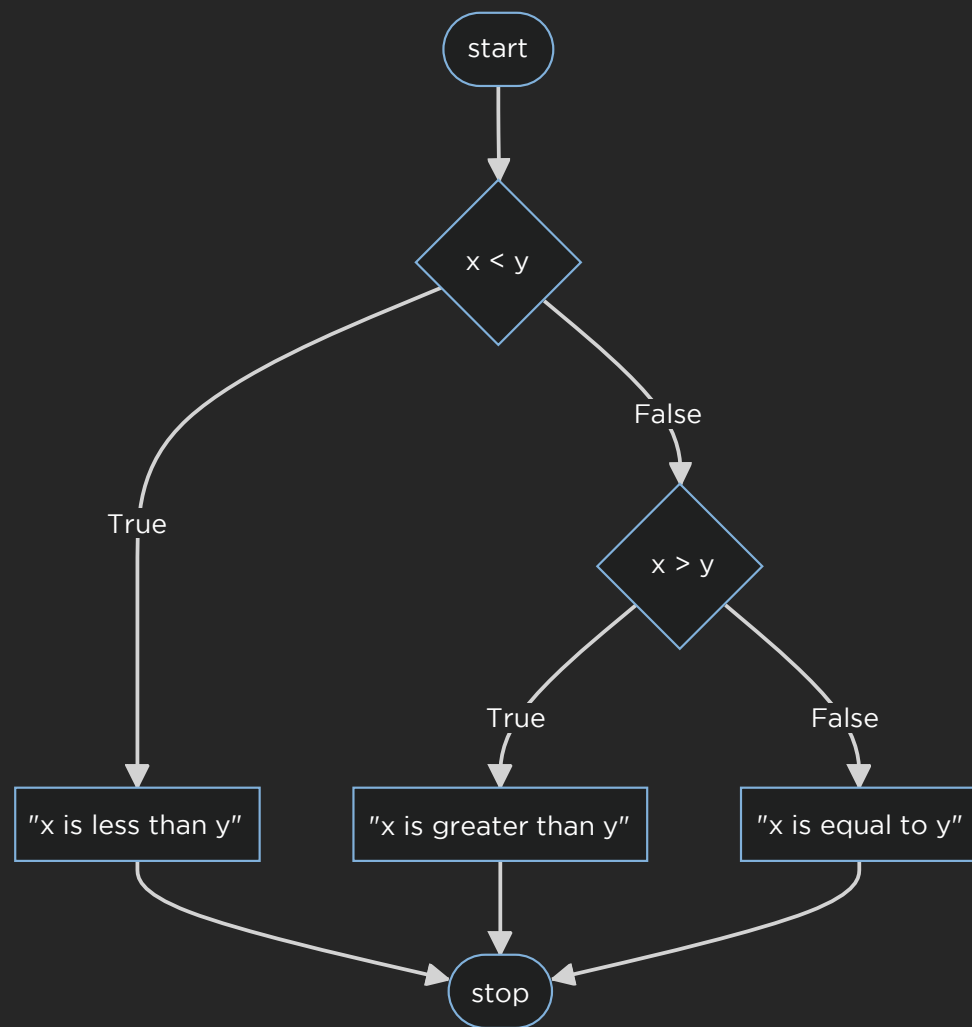 start
x < y
False
True
x > y
True
False
"x is less than y"
"x is greater than y"
"x is equal to y"
stop